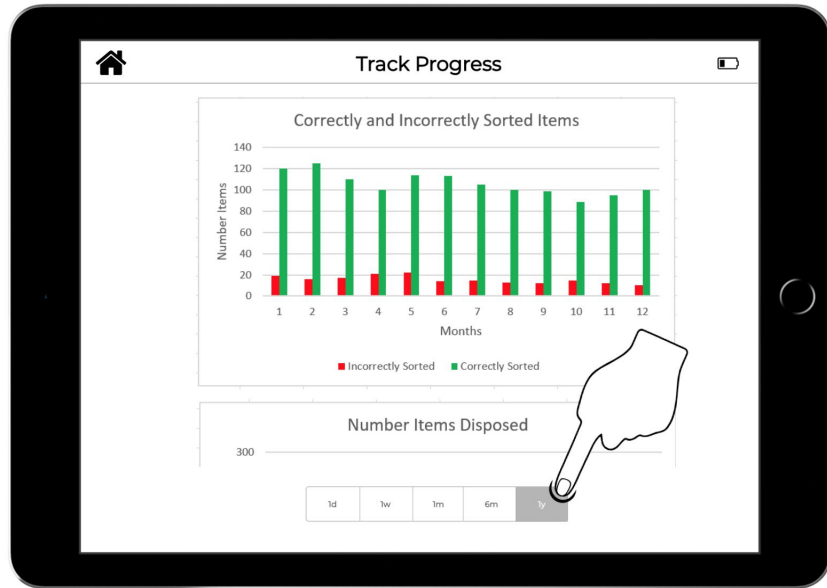 Track Progress
Correctly and Incorrectly Sorted Items
Number Items
140
120
100
80
60
40
20
0
1 2 3 4 5 6 7 8 9 10 11 12
Months
Incorrectly Sorted Correctly Sorted
Number Items Disposed
300
1d 1w 1m 6m 1y